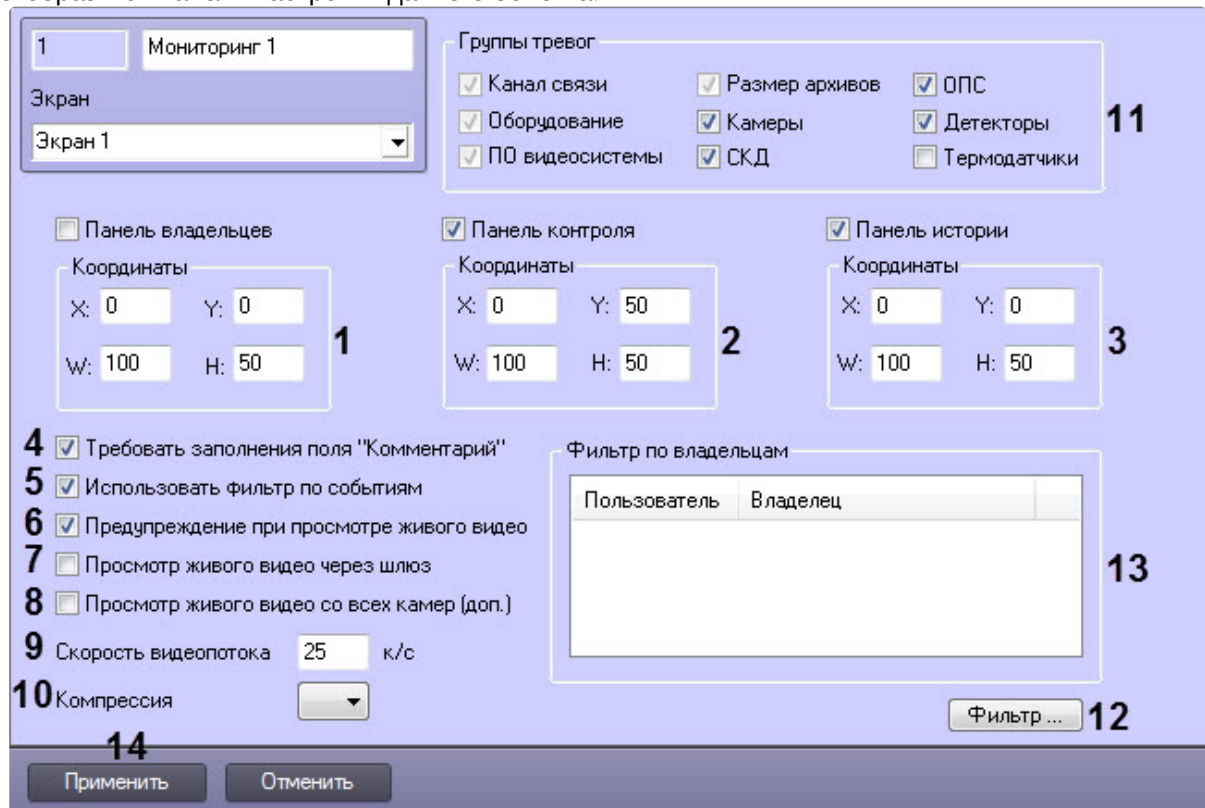 1 Мониторинг 1
Экран
Экран 1
Группы тревог
Канал связи Размер архивов ОПС
Оборудование Камеры Детекторы
ПО видеосистемы СКД Термодатчики
11
Панель владельцев Панель контроля Панель истории
Координаты Координаты Координаты
X: 0 Y: 0 X: 0 Y: 50 X: 0 Y: 0
1 2 3
W: 100 H: 50 W: 100 H: 50 W: 100 H: 50
4 Требовать заполнения поля "Комментарий"
5 Использовать фильтр по событиям
6 Предупреждение при просмотре живого видео
7 Просмотр живого видео через шлюз
8 Просмотр живого видео со всех камер (доп.)
9 Скорость видеопотока 25 к/с
10 Компрессия
Фильтр по владельцам
Пользователь Владелец
13
Фильтр ... 12
14
Применить Отменить